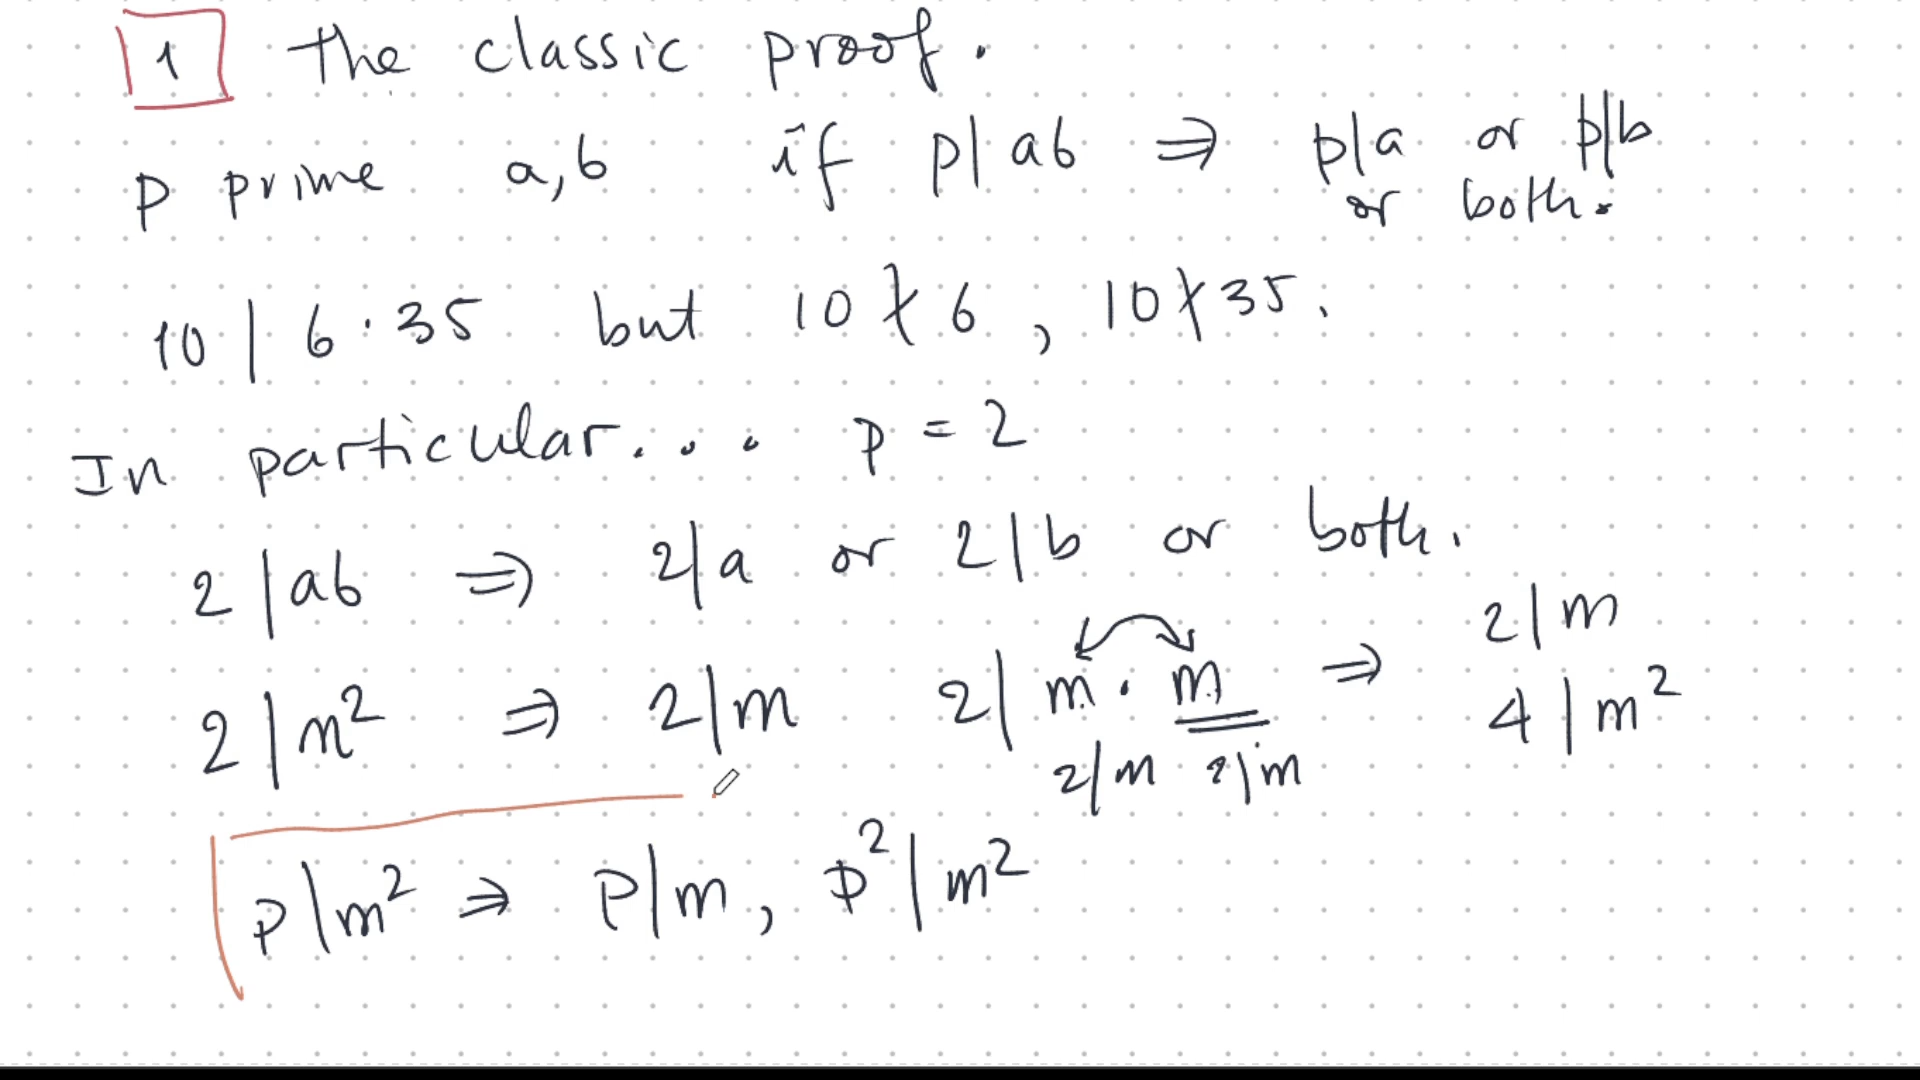 1 The classic proof.
p prime a,b if p|ab ⇒ p|a or p|b
or both.
10 | 6·35 but 10∤6, 10∤35.
In particular... p = 2
2|ab ⇒ 2|a or 2|b or both.
2|m² ⇒ 2|m 2|m·m ⇒ 2|m
4|m²
2|m 2|m
p|m² ⇒ p|m, p²|m²